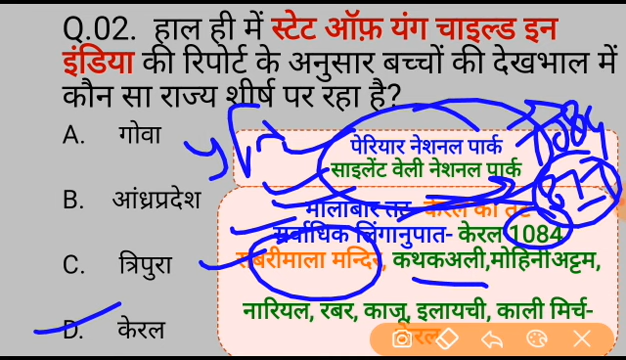 Q.02. हाल ही में स्टेट ऑफ़ यंग चाइल्ड इन
इंडिया की रिपोर्ट के अनुसार बच्चों की देखभाल में
कौन सा राज्य शीर्ष पर रहा है?
A. गोवा
B. आंध्रप्रदेश
C. त्रिपुरा
D. केरल
पेरियार नेशनल पार्क
साइलेंट वेली नेशनल पार्क
मालाबार तट- केरल का तट
सर्वाधिक लिंगानुपात- केरल 1084
सबरीमाला मन्दिर, कथकअली,मोहिनीअट्टम,
नारियल, रबर, काजू, इलायची, काली मिर्च-